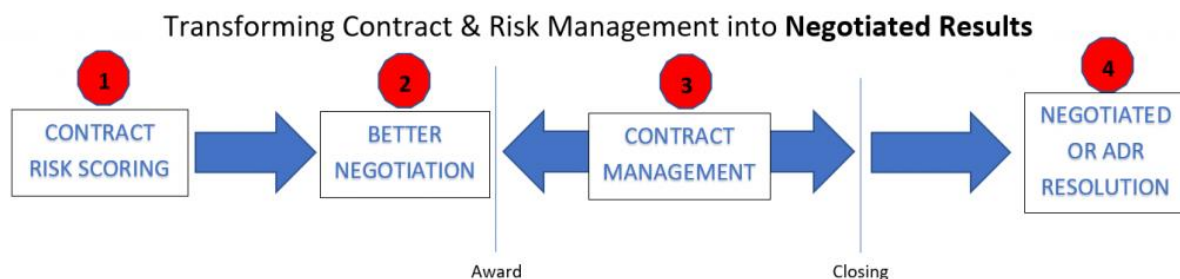 Transforming Contract & Risk Management into Negotiated Results
1
CONTRACT
RISK SCORING
2
BETTER
NEGOTIATION
3
CONTRACT
MANAGEMENT
4
NEGOTIATED
OR ADR
RESOLUTION
Award
Closing